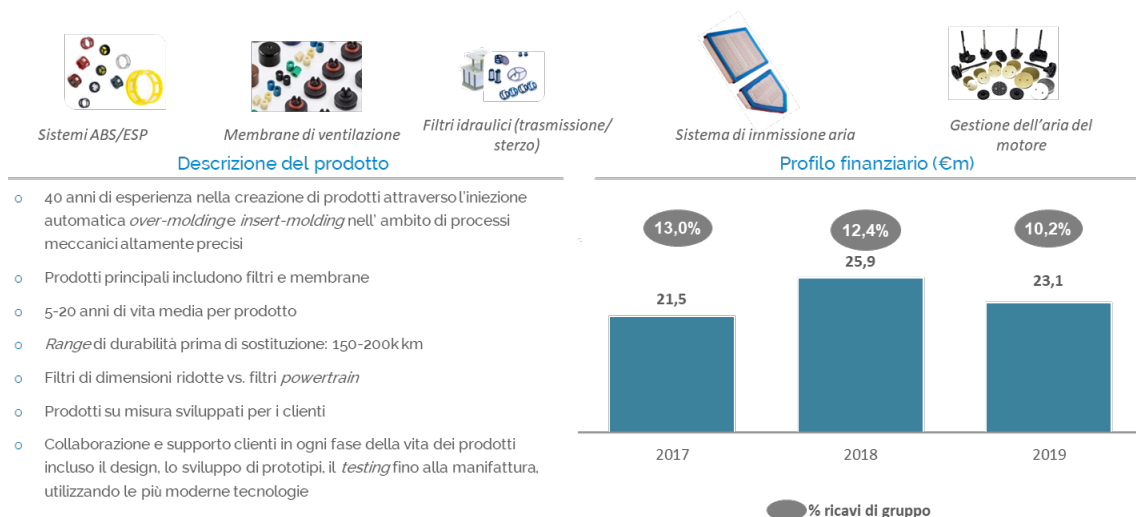 Sistemi ABS/ESP
Membrane di ventilazione
Filtri idraulici (trasmissione/
sterzo)
Sistema di immissione aria
Gestione dell'aria del
motore
Descrizione del prodotto
o 40 anni di esperienza nella creazione di prodotti attraverso l'iniezione
automatica over-molding e insert-molding nell' ambito di processi
meccanici altamente precisi
o Prodotti principali includono filtri e membrane
o 5-20 anni di vita media per prodotto
o Range di durabilità prima di sostituzione: 150-200k km
o Filtri di dimensioni ridotte vs. filtri powertrain
o Prodotti su misura sviluppati per i clienti
o Collaborazione e supporto clienti in ogni fase della vita dei prodotti
incluso il design, lo sviluppo di prototipi, il testing fino alla manifattura,
utilizzando le più moderne tecnologie
Profilo finanziario (€m)
13,0%
12,4%
10,2%
21,5
25,9
23,1
2017
2018
2019
% ricavi di gruppo